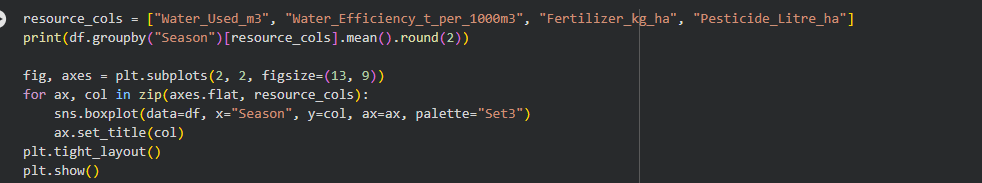 resource_cols = ["Water_Used_m3", "Water_Efficiency_t_per_1000m3", "Fertilizer_kg_ha", "Pesticide_Litre_ha"]
print(df.groupby("Season")[resource_cols].mean().round(2))

fig, axes = plt.subplots(2, 2, figsize=(13, 9))
for ax, col in zip(axes.flat, resource_cols):
    sns.boxplot(data=df, x="Season", y=col, ax=ax, palette="Set3")
    ax.set_title(col)
plt.tight_layout()
plt.show()